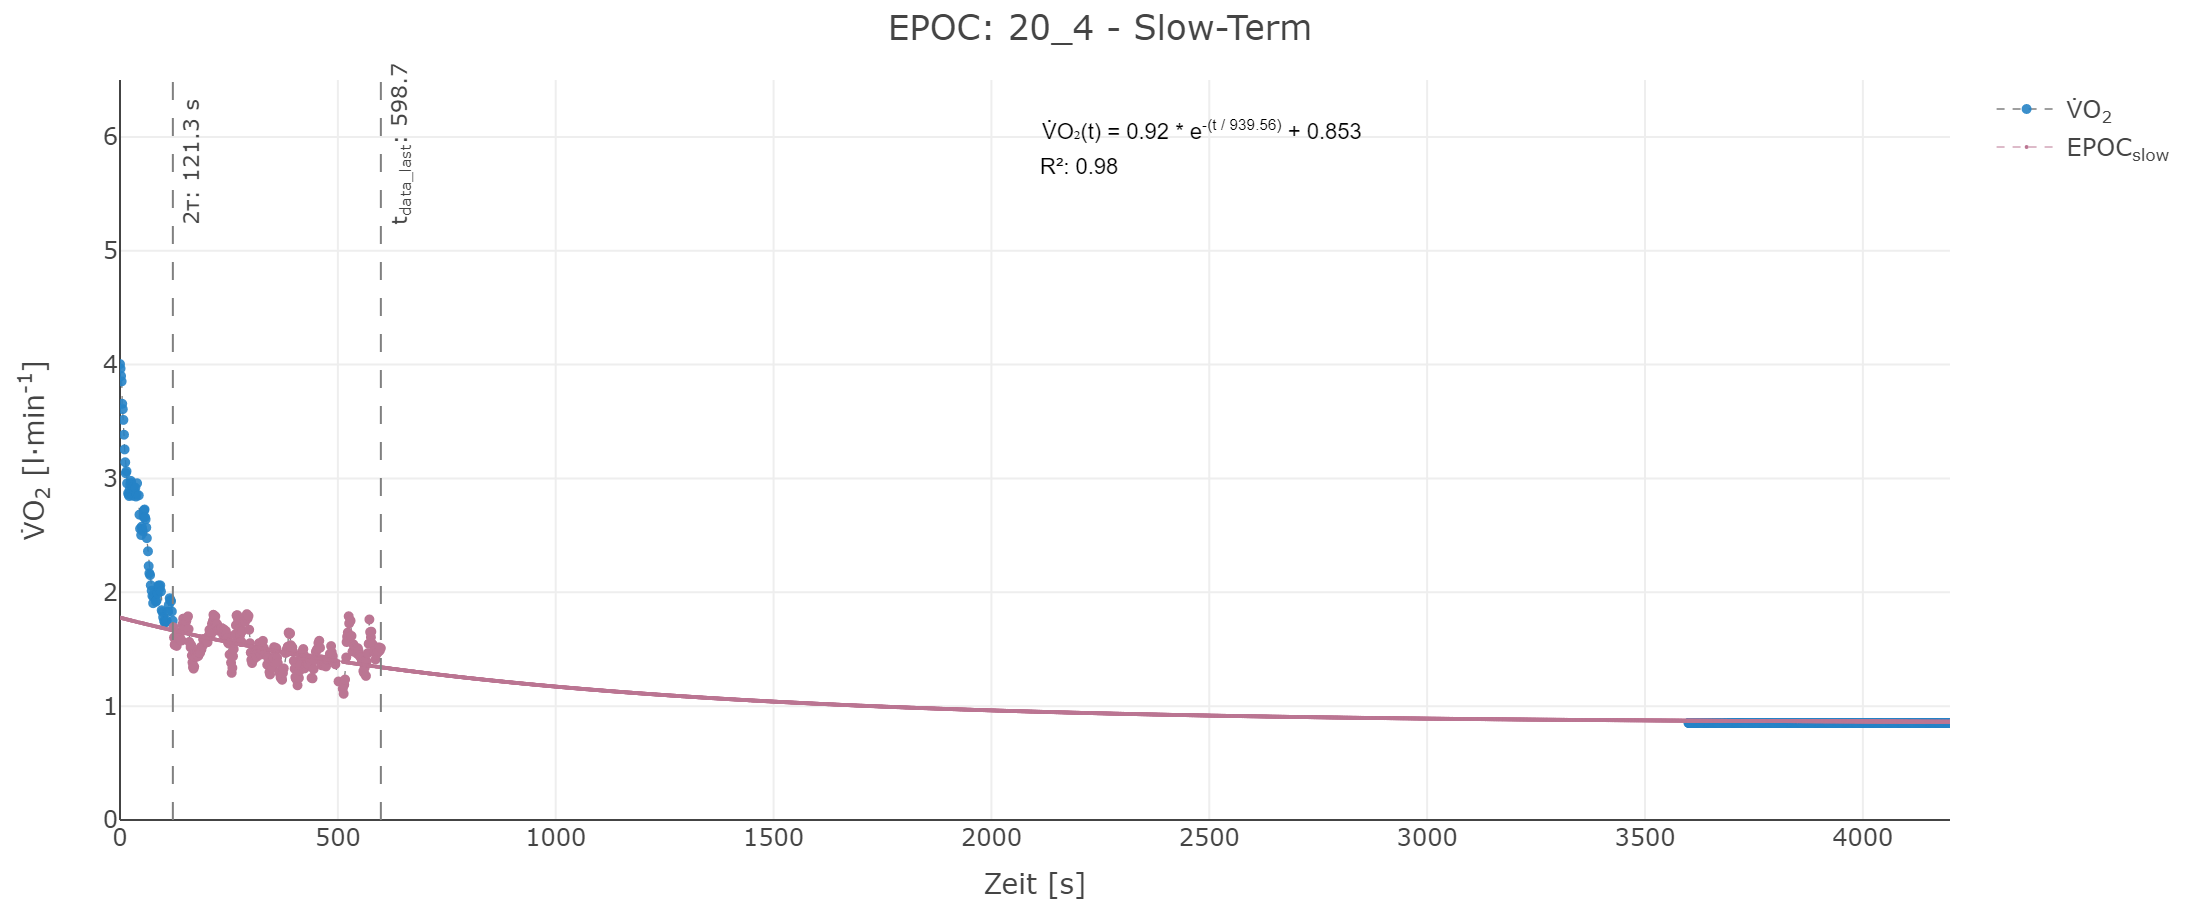 EPOC: 20_4 - Slow-Term
2τ: 121.3 s
t_data_last: 598.7
V̇O₂(t) = 0.92 * e^-(t / 939.56) + 0.853
R²: 0.98
V̇O₂
EPOC_slow
V̇O₂ [l·min⁻¹]
6
5
4
3
2
1
0
0 500 1000 1500 2000 2500 3000 3500 4000
Zeit [s]